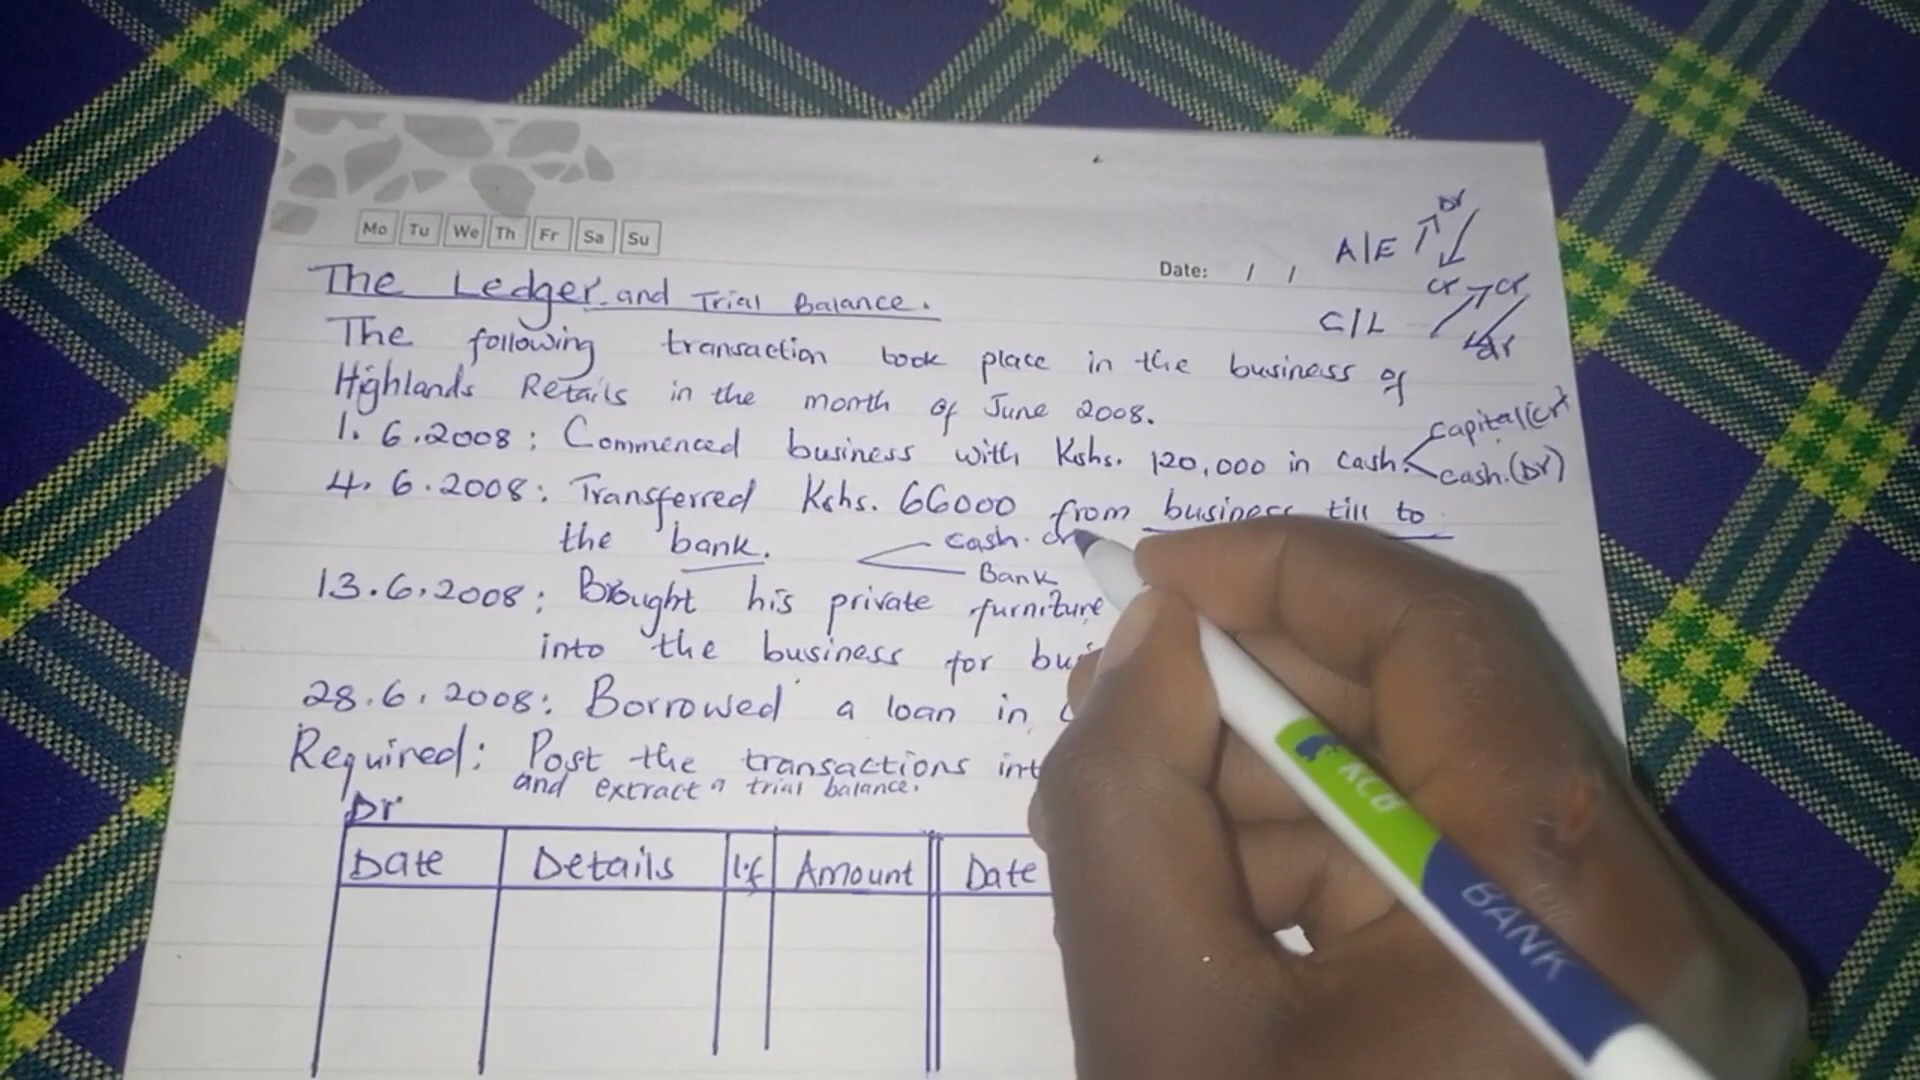 Mo Tu We Th Fr Sa Su
Date: / /
A/E Dr
Cr Cr
C/L
dr
The Ledger and Trial Balance.
The following transaction took place in the business of
Highlands Retails in the month of June 2008.
1. 6.2008: Commenced business with Kshs. 120,000 in cash.
capital(Cr)
cash.(Dr)
4. 6.2008: Transferred Kshs. 66000 from business till to
the bank.
cash. cr
Bank
13.6.2008: Brought his private furniture
into the business for
28.6.2008: Borrowed a loan in
Required: Post the transactions
and extract a trial balance.
Dr
Date Details l.f Amount Date
KCB BANK